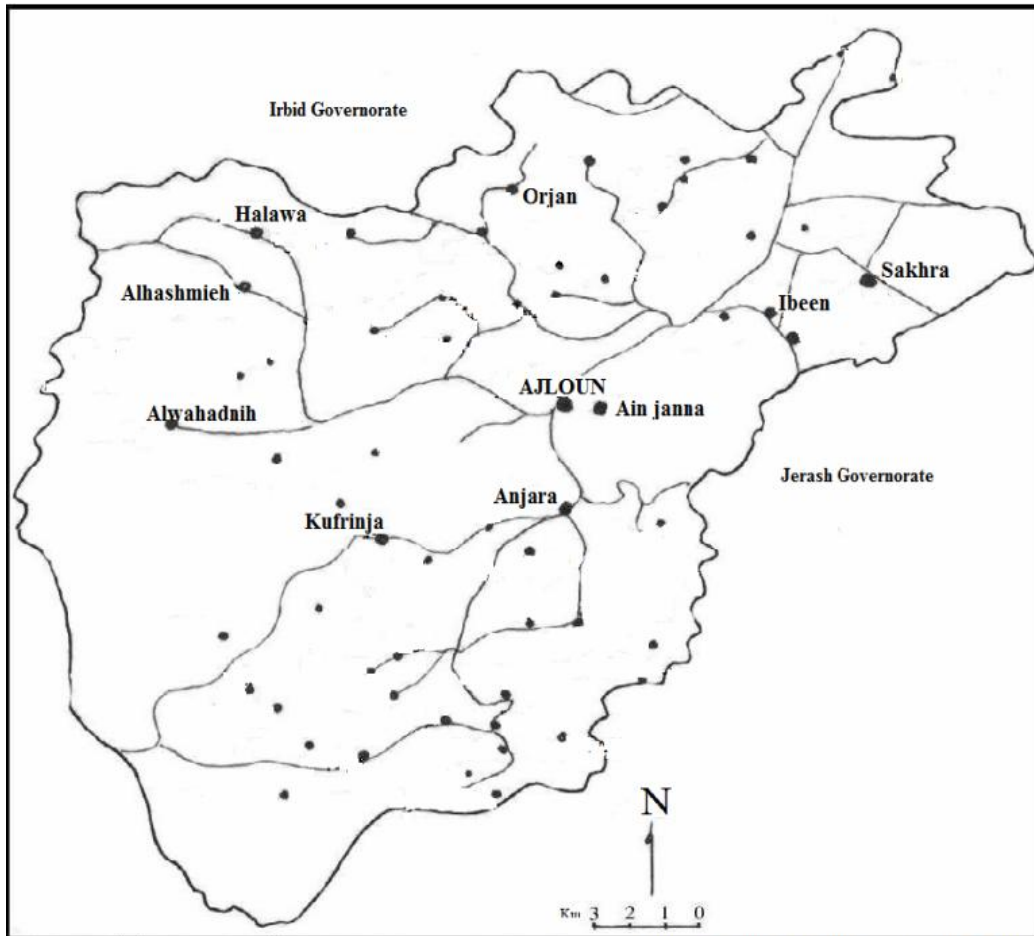 Irbid Governorate
Orjan
Halawa
Sakhra
Alhashmieh
Ibeen
AJLOUN
Alwahadnih
Ain janna
Jerash Governorate
Anjara
Kufrinja
N
Km 3 2 1 0